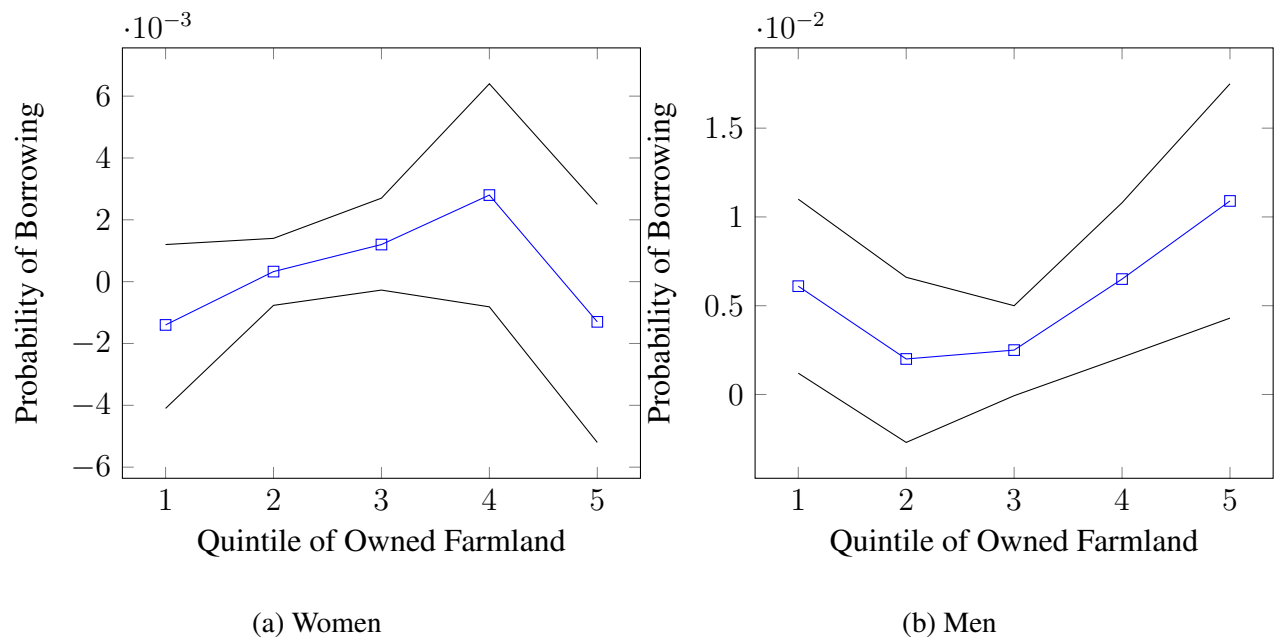 ·10⁻³
6
4
2
0
−2
−4
−6
1 2 3 4 5
Probability of Borrowing
Quintile of Owned Farmland
(a) Women
·10⁻²
1.5
1
0.5
0
1 2 3 4 5
Probability of Borrowing
Quintile of Owned Farmland
(b) Men